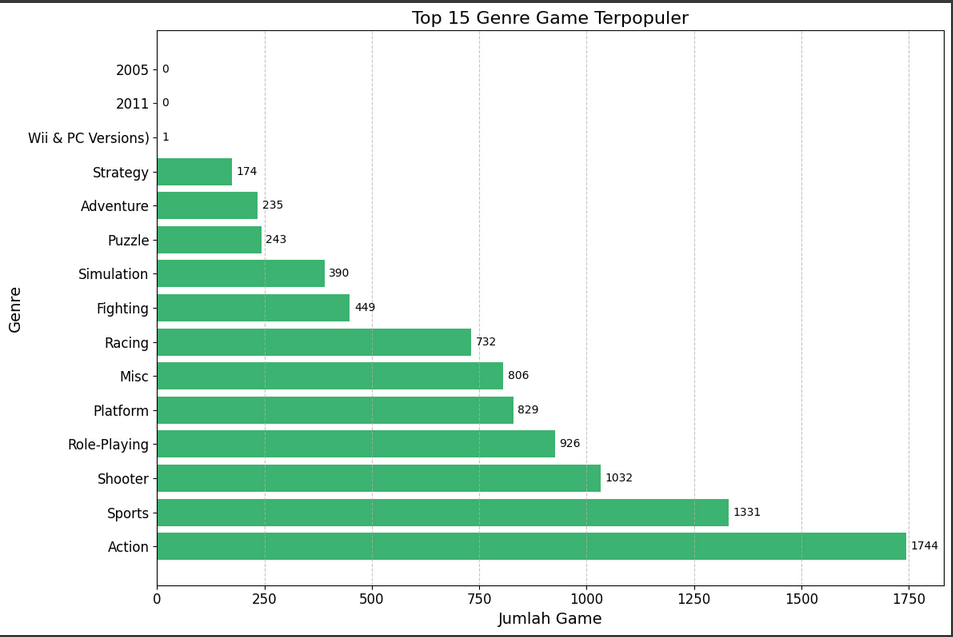 Top 15 Genre Game Terpopuler
Genre
2005 0
2011 0
Wii & PC Versions) 1
Strategy 174
Adventure 235
Puzzle 243
Simulation 390
Fighting 449
Racing 732
Misc 806
Platform 829
Role-Playing 926
Shooter 1032
Sports 1331
Action 1744
0 250 500 750 1000 1250 1500 1750
Jumlah Game